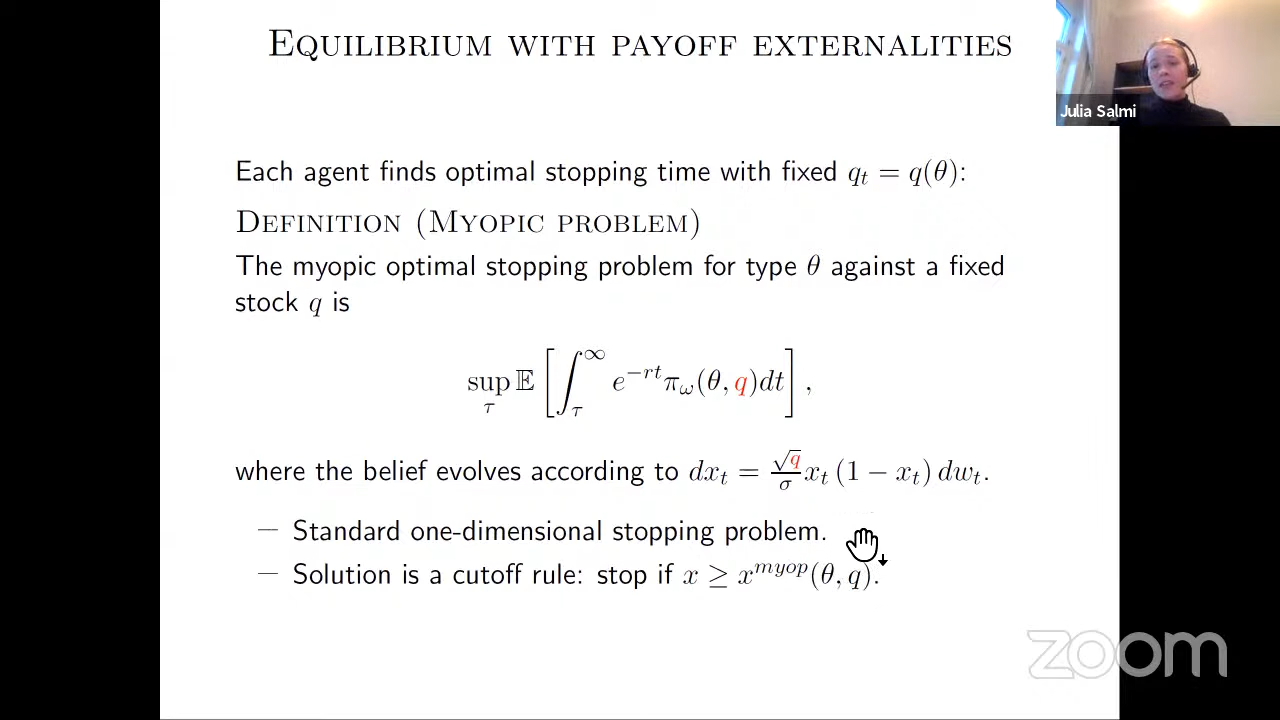 EQUILIBRIUM WITH PAYOFF EXTERNALITIES
Julia Salmi
Each agent finds optimal stopping time with fixed q_t = q(θ):
DEFINITION (MYOPIC PROBLEM)
The myopic optimal stopping problem for type θ against a fixed
stock q is
sup_τ 𝔼 [ ∫_τ^∞ e^{−rt} π_ω(θ, q)dt ] ,
where the belief evolves according to dx_t = \frac{√q}{σ} x_t (1 − x_t) dw_t.
— Standard one-dimensional stopping problem.
— Solution is a cutoff rule: stop if x ≥ x^{myop}(θ, q).
zoom